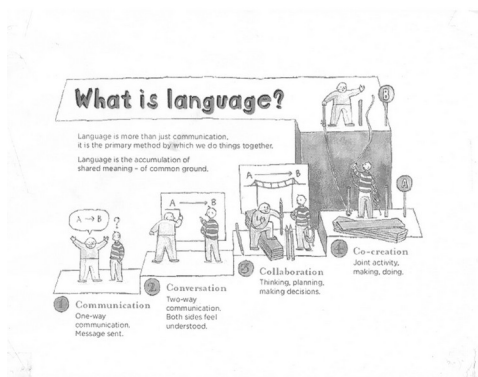 What is language?
Language is more than just communication,
it is the primary method by which we do things together.
Language is the accumulation of
shared meaning – of common ground.
A → B
?
1 Communication
One-way
communication.
Message sent.
A → B
2 Conversation
Two-way
communication.
Both sides feel
understood.
A → B
3 Collaboration
Thinking, planning,
making decisions.
B
A
4 Co-creation
Joint activity,
making, doing.